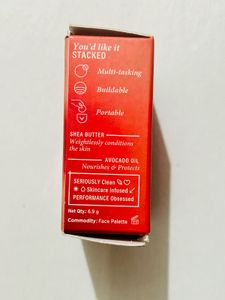 You'd like it
STACKED
Multi-tasking
Buildable
Portable
SHEA BUTTER
Weightlessly conditions
the skin
AVOCADO OIL
Nourishes & Protects
SERIOUSLY Clean
Skincare Infused
PERFORMANCE Obsessed
Net Qty: 6.9 g
Commodity: Face Palette